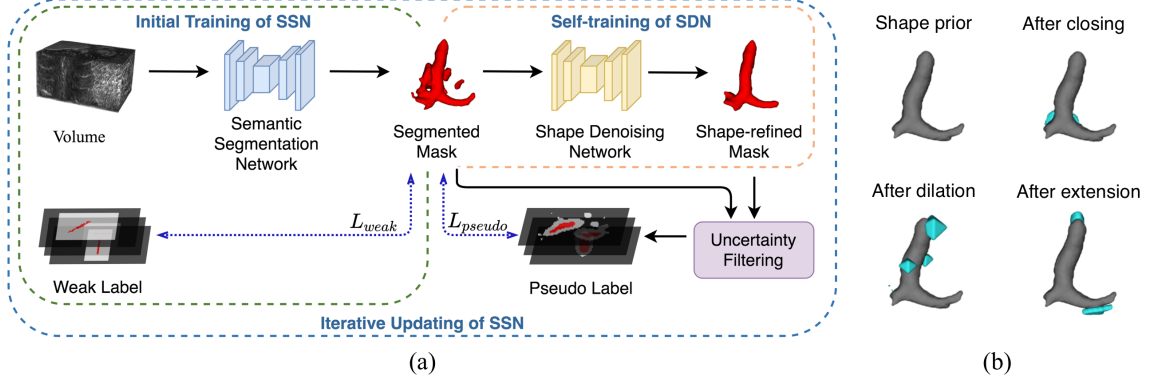 Initial Training of SSN
Self-training of SDN
Volume
Semantic
Segmentation
Network
Segmented
Mask
Shape Denoising
Network
Shape-refined
Mask
L_weak
L_pseudo
Uncertainty
Filtering
Weak Label
Pseudo Label
Iterative Updating of SSN
(a)
Shape prior
After closing
After dilation
After extension
(b)